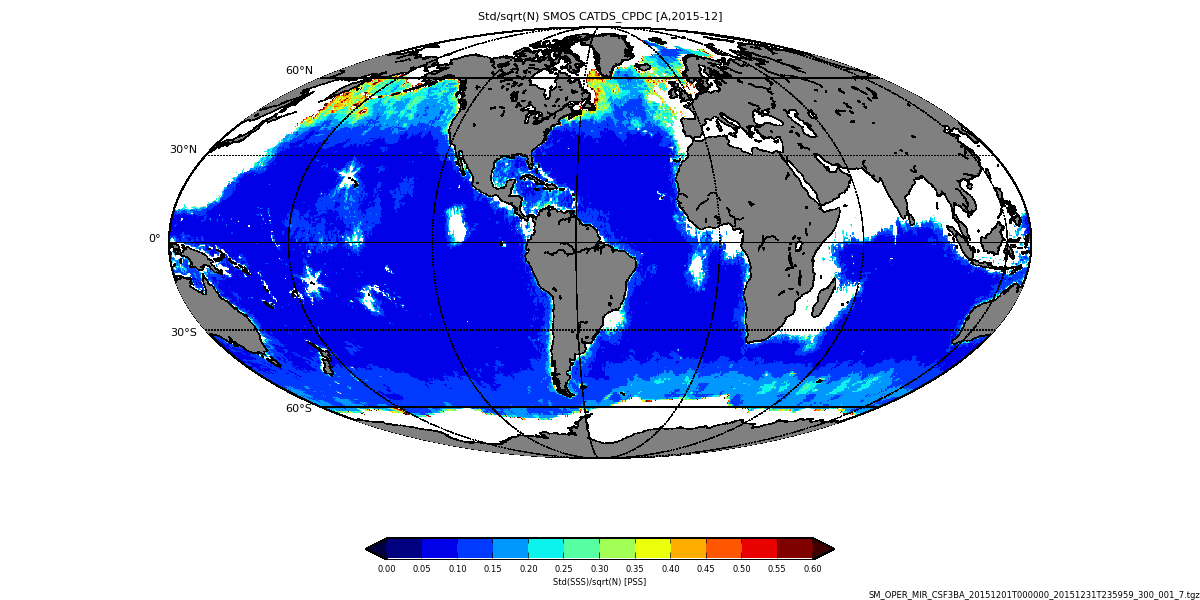 Std/sqrt(N) SMOS CATDS_CPDC [A,2015-12]
60°N
30°N
0°
30°S
60°S
0.00 0.05 0.10 0.15 0.20 0.25 0.30 0.35 0.40 0.45 0.50 0.55 0.60
Std(SSS)/sqrt(N) [PSS]
SM_OPER_MIR_CSF3BA_20151201T000000_20151231T235959_300_001_7.tgz